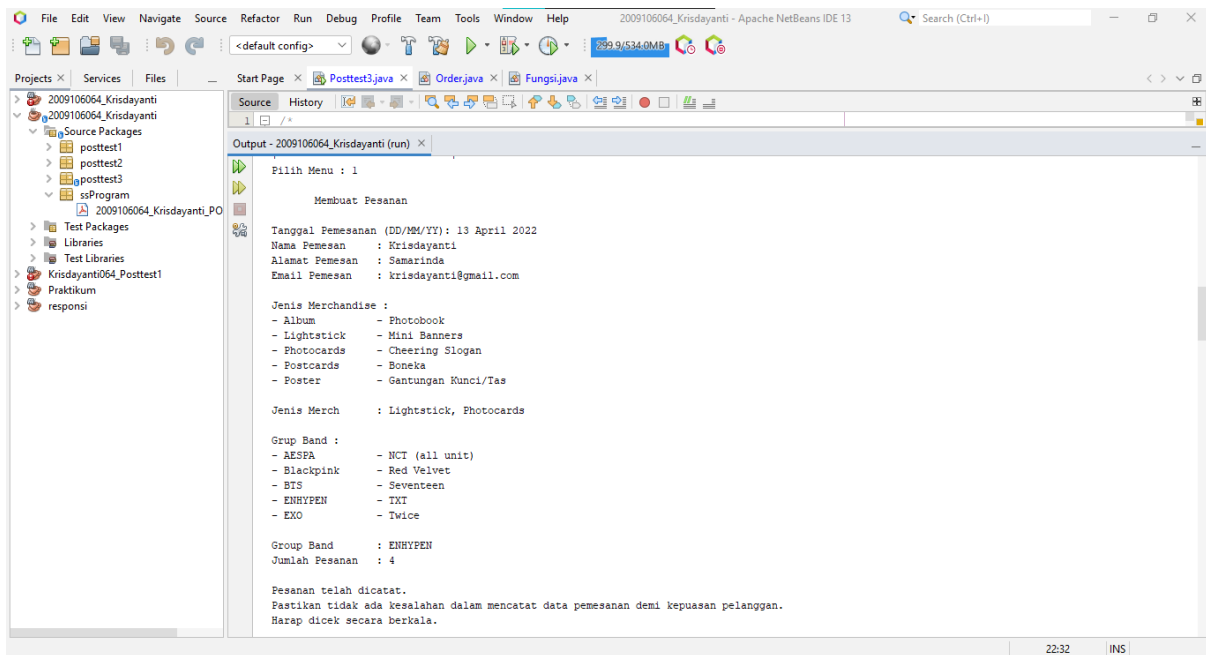 File Edit View Navigate Source Refactor Run Debug Profile Team Tools Window Help 2009106064_Krisdayanti - Apache NetBeans IDE 13 Search (Ctrl+I)
<default config> 299.9/534.0MB
Projects Services Files Start Page Posttest3.java Order.java Fungsi.java
2009106064_Krisdayanti
2009106064_Krisdayanti
Source Packages
posttest1
posttest2
posttest3
ssProgram
2009106064_Krisdayanti_PO
Test Packages
Libraries
Test Libraries
Krisdayanti064_Posttest1
Praktikum
responsi
Source History
1 /*
Output - 2009106064_Krisdayanti (run)
Pilih Menu : 1
Membuat Pesanan
Tanggal Pemesanan (DD/MM/YY): 13 April 2022
Nama Pemesan : Krisdayanti
Alamat Pemesan : Samarinda
Email Pemesan : krisdayanti@gmail.com
Jenis Merchandise :
- Album - Photobook
- Lightstick - Mini Banners
- Photocards - Cheering Slogan
- Postcards - Boneka
- Poster - Gantungan Kunci/Tas
Jenis Merch : Lightstick, Photocards
Grup Band :
- AESPA - NCT (all unit)
- Blackpink - Red Velvet
- BTS - Seventeen
- ENHYPEN - TXT
- EXO - Twice
Group Band : ENHYPEN
Jumlah Pesanan : 4
Pesanan telah dicatat.
Pastikan tidak ada kesalahan dalam mencatat data pemesanan demi kepuasan pelanggan.
Harap dicek secara berkala.
22:32 INS